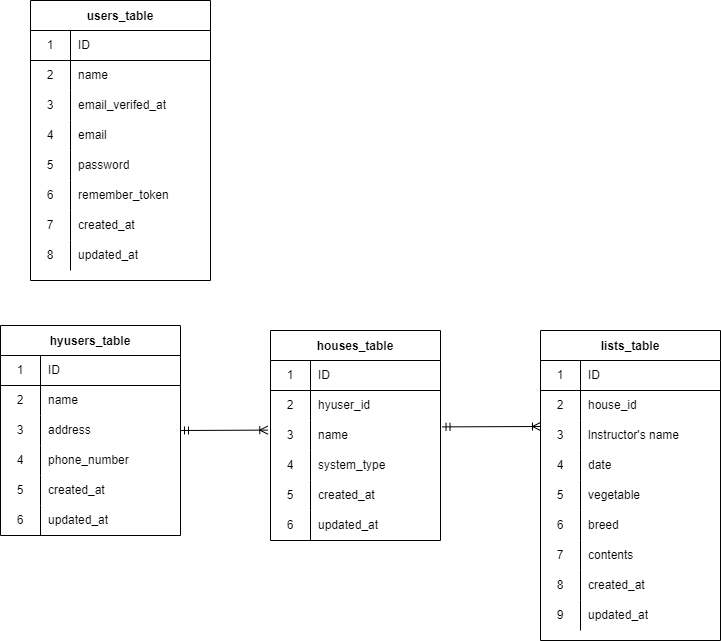 users_table
1 ID
2 name
3 email_verifed_at
4 email
5 password
6 remember_token
7 created_at
8 updated_at
hyusers_table
1 ID
2 name
3 address
4 phone_number
5 created_at
6 updated_at
houses_table
1 ID
2 hyuser_id
3 name
4 system_type
5 created_at
6 updated_at
lists_table
1 ID
2 house_id
3 Instructor's name
4 date
5 vegetable
6 breed
7 contents
8 created_at
9 updated_at